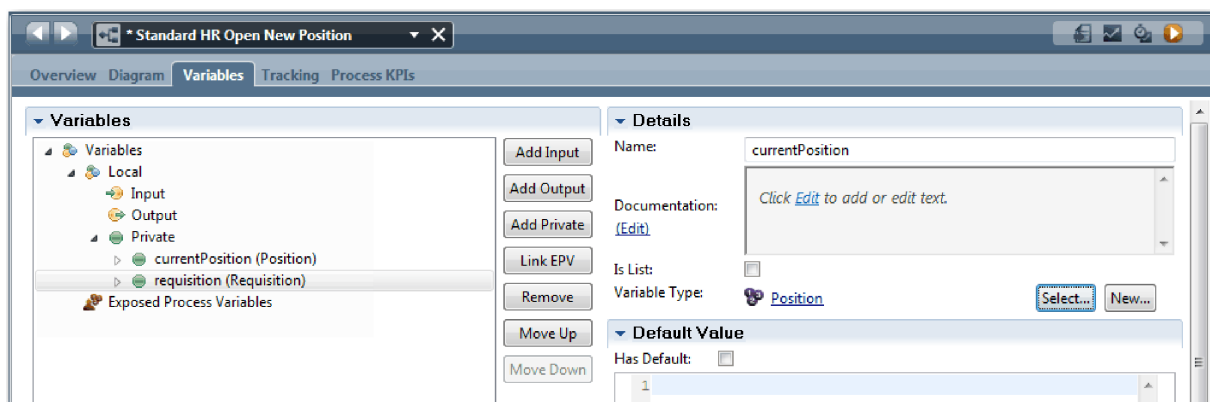 * Standard HR Open New Position
Overview Diagram Variables Tracking Process KPIs
Variables
Variables
Local
Input
Output
Private
currentPosition (Position)
requisition (Requisition)
Exposed Process Variables
Add Input
Add Output
Add Private
Link EPV
Remove
Move Up
Move Down
Details
Name: currentPosition
Documentation: Click Edit to add or edit text.
(Edit)
Is List:
Variable Type: Position Select... New...
Default Value
Has Default:
1